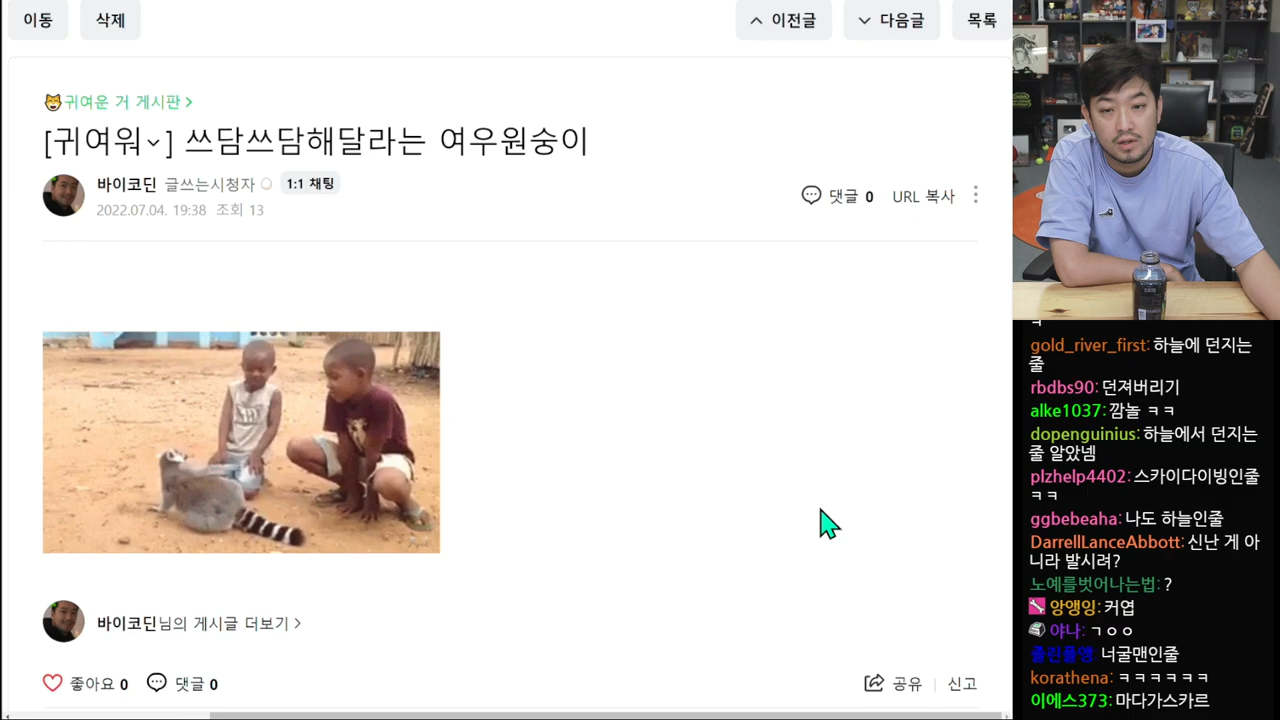 이동
삭제
이전글
다음글
목록
귀여운 거 게시판
[귀여워~] 쓰담쓰담해달라는 여우원숭이
바이코딘 글쓰는시청자 1:1 채팅
2022.07.04. 19:38 조회 13
댓글 0
URL 복사
바이코딘님의 게시글 더보기
좋아요 0
댓글 0
공유
신고
ㅋ
gold_river_first: 하늘에 던지는
줄
rbdbs90: 던져버리기
alke1037: 깜놀 ㅋㅋ
dopenguinius: 하늘에서 던지는
줄 알았넴
plzhelp4402: 스카이다이빙인줄
ㅋㅋ
ggbebeaha: 나도 하늘인줄
DarrellLanceAbbott: 신난 게 아
니라 발시려?
노예를벗어나는법: ?
앙앵잉: 커엽
야나: ㄱㅇㅇ
졸린플앵: 너굴맨인줄
korathena: ㅋㅋㅋㅋㅋㅋ
이에스373: 마다가스카르